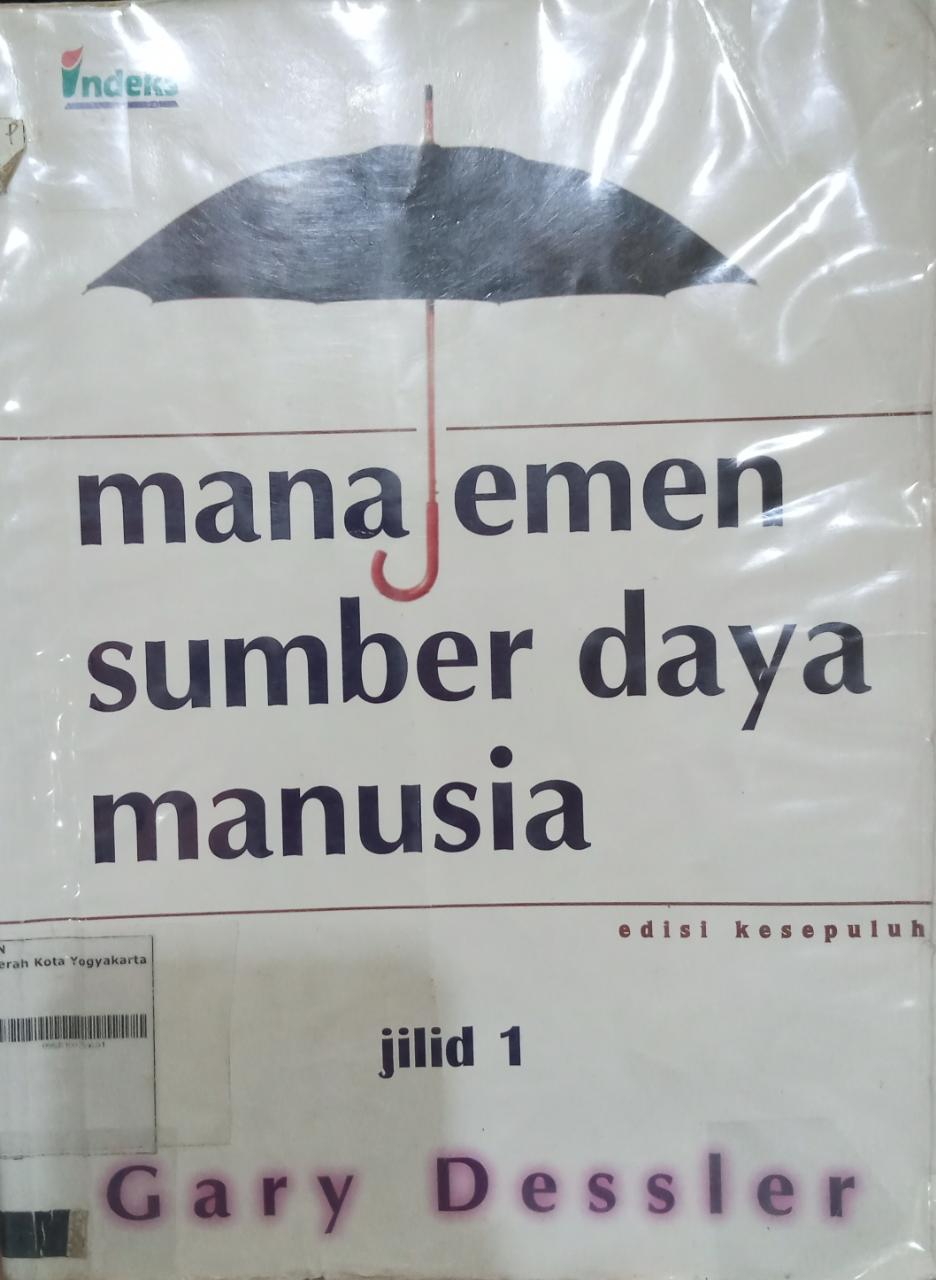 indeks
P
manajemen
sumber daya
manusia
edisi kesepuluh
N
erah Kota Yogyakarta
jilid 1
Gary Dessler